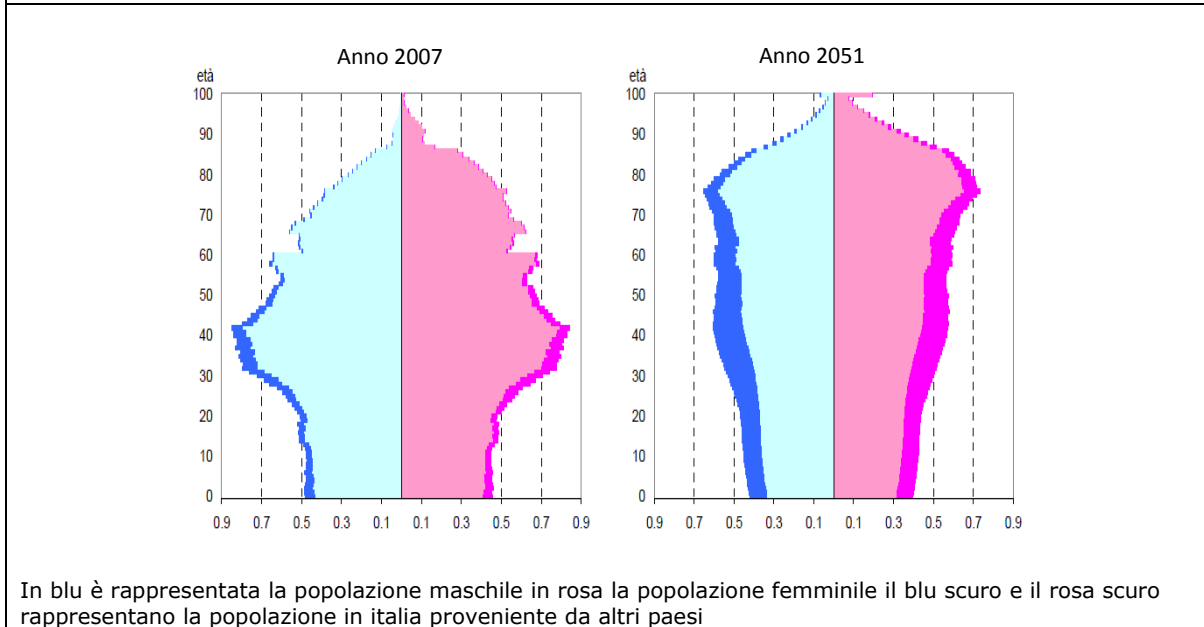 Anno 2007
Anno 2051
età
età
100
100
90
90
80
80
70
70
60
60
50
50
40
40
30
30
20
20
10
10
0
0
0.9 0.7 0.5 0.3 0.1 0.1 0.3 0.5 0.7 0.9
0.9 0.7 0.5 0.3 0.1 0.1 0.3 0.5 0.7 0.9
In blu è rappresentata la popolazione maschile in rosa la popolazione femminile il blu scuro e il rosa scuro
rappresentano la popolazione in italia proveniente da altri paesi